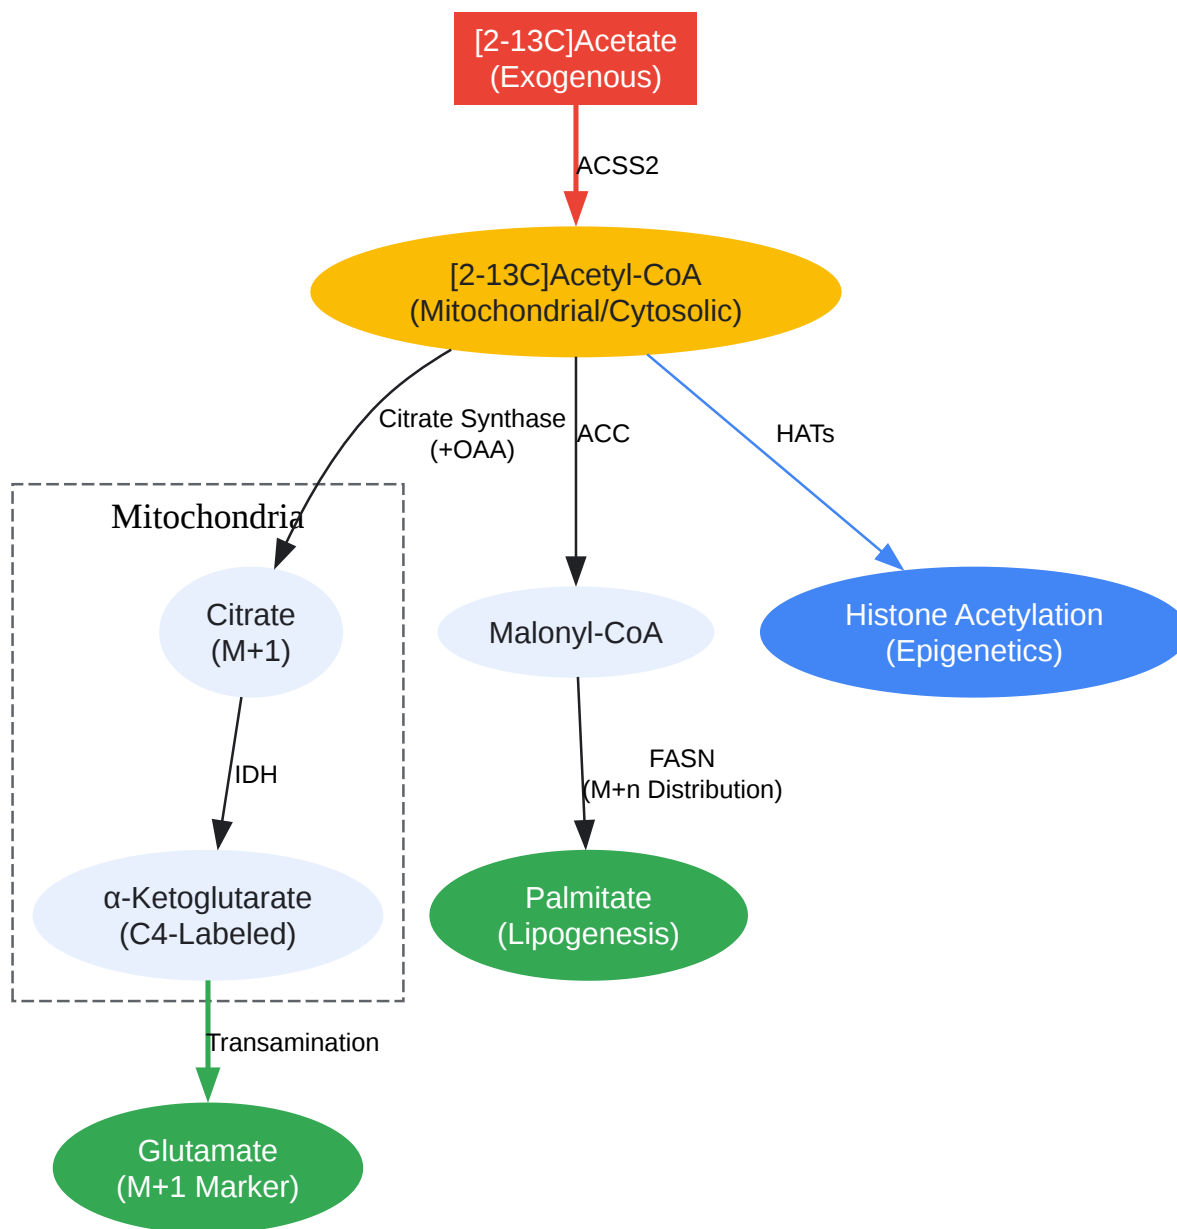 [2-13C]Acetate
(Exogenous)
ACSS2
[2-13C]Acetyl-CoA
(Mitochondrial/Cytosolic)
Citrate Synthase
(+OAA)
ACC
HATs
Mitochondria
Citrate
(M+1)
Malonyl-CoA
Histone Acetylation
(Epigenetics)
IDH
FASN
(M+n Distribution)
α-Ketoglutarate
(C4-Labeled)
Palmitate
(Lipogenesis)
Transamination
Glutamate
(M+1 Marker)